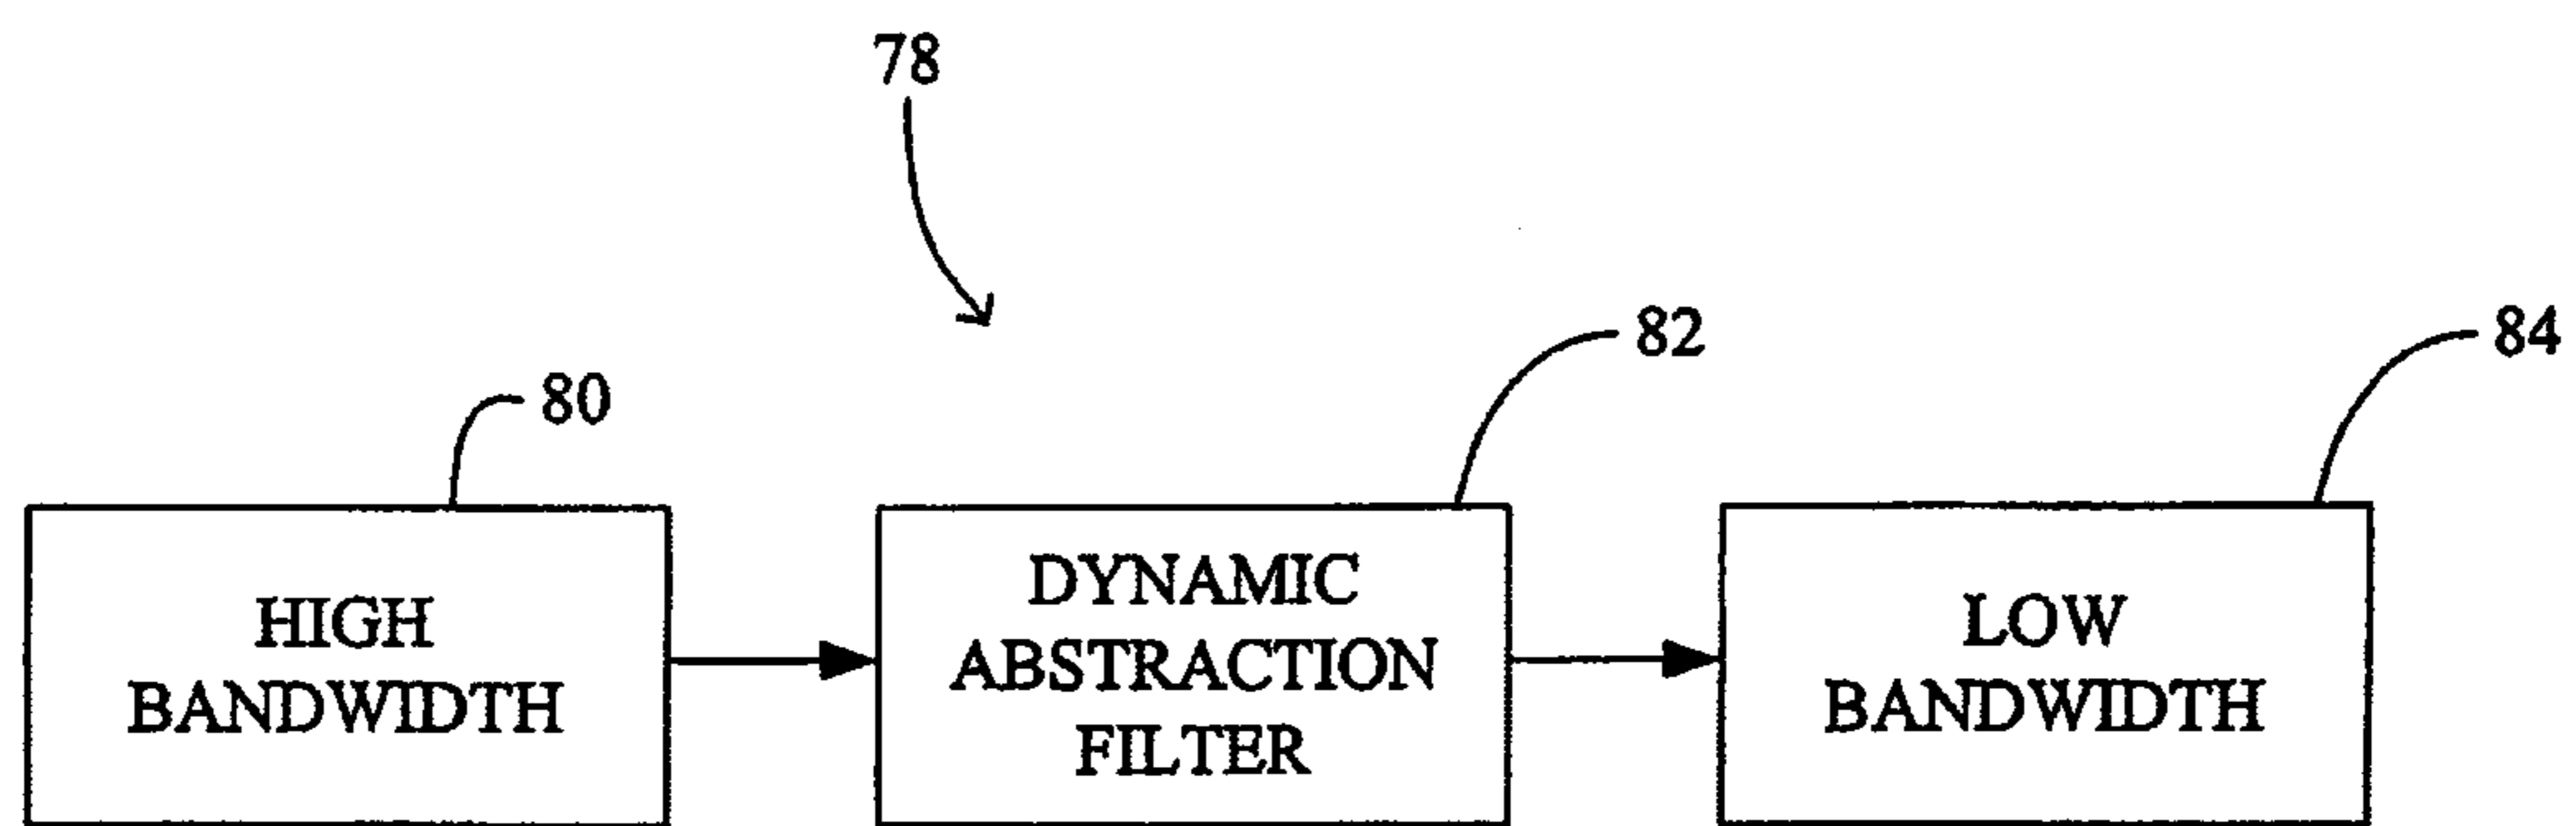 78
82
84
80
HIGH
BANDWIDTH
DYNAMIC
ABSTRACTION
FILTER
LOW
BANDWIDTH